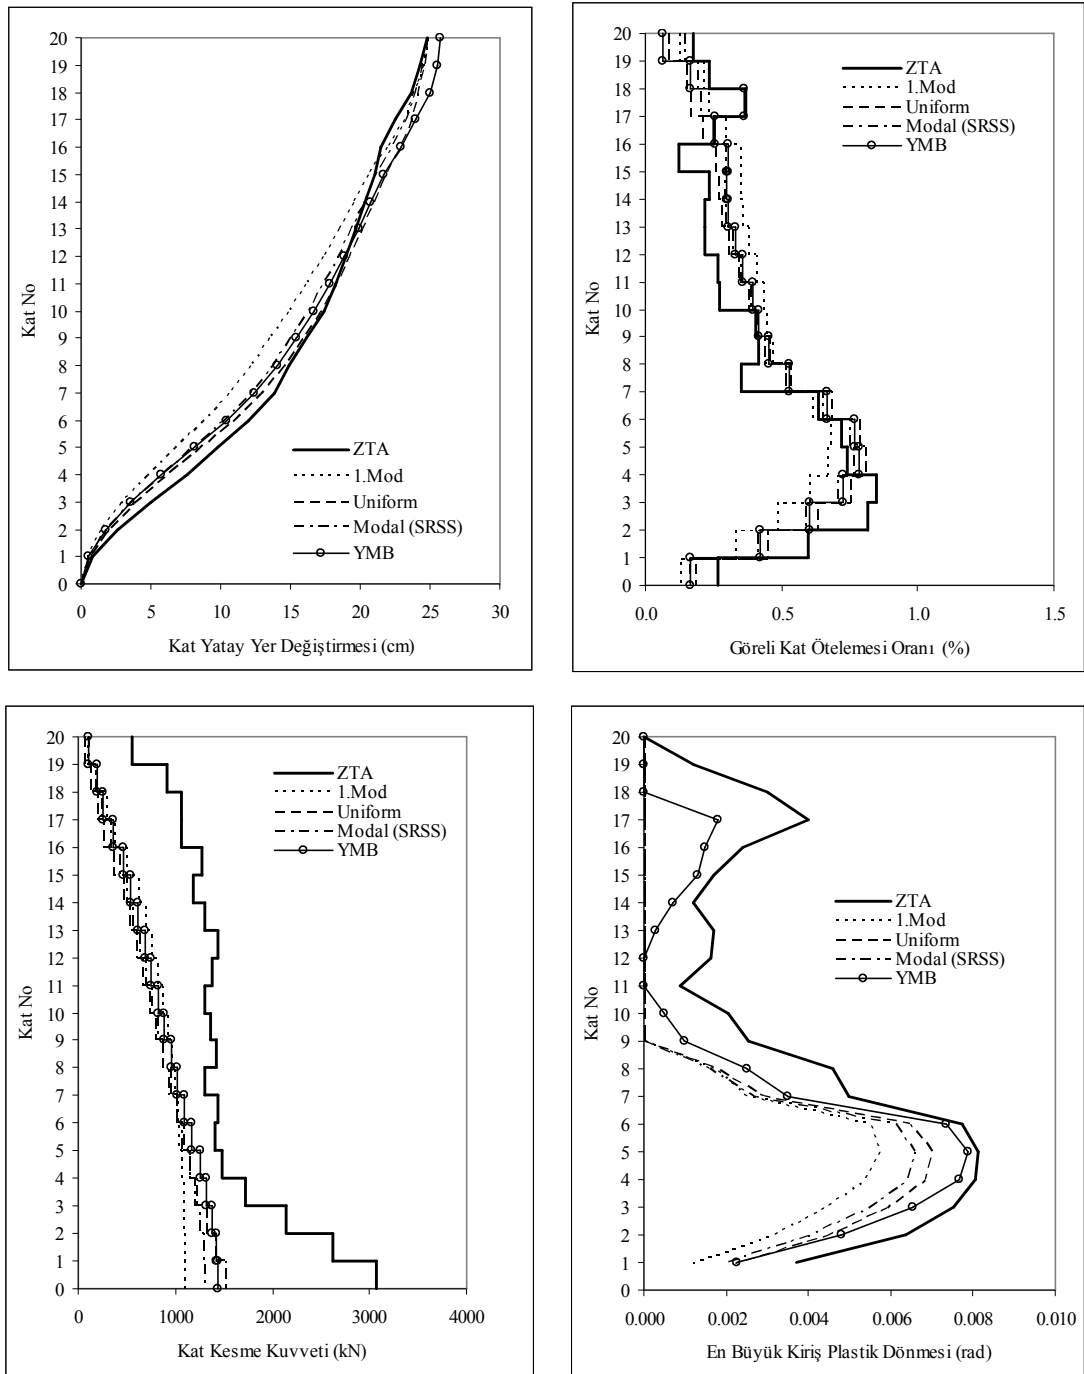 20
19
18
17
16
15
14
13
12
11
10
9
8
7
6
5
4
3
2
1
0
Kat No
ZTA
1.Mod
Uniform
Modal (SRSS)
YMB
0 5 10 15 20 25 30
Kat Yatay Yer Değiştirmesi (cm)
20
19
18
17
16
15
14
13
12
11
10
9
8
7
6
5
4
3
2
1
0
Kat No
ZTA
1.Mod
Uniform
Modal (SRSS)
YMB
0.0 0.5 1.0 1.5
Göreli Kat Ötelemesi Oranı (%)
20
19
18
17
16
15
14
13
12
11
10
9
8
7
6
5
4
3
2
1
0
Kat No
ZTA
1.Mod
Uniform
Modal (SRSS)
YMB
0 1000 2000 3000 4000
Kat Kesme Kuvveti (kN)
20
19
18
17
16
15
14
13
12
11
10
9
8
7
6
5
4
3
2
1
0
Kat No
ZTA
1.Mod
Uniform
Modal (SRSS)
YMB
0.000 0.002 0.004 0.006 0.008 0.010
En Büyük Kiriş Plastik Dönmesi (rad)